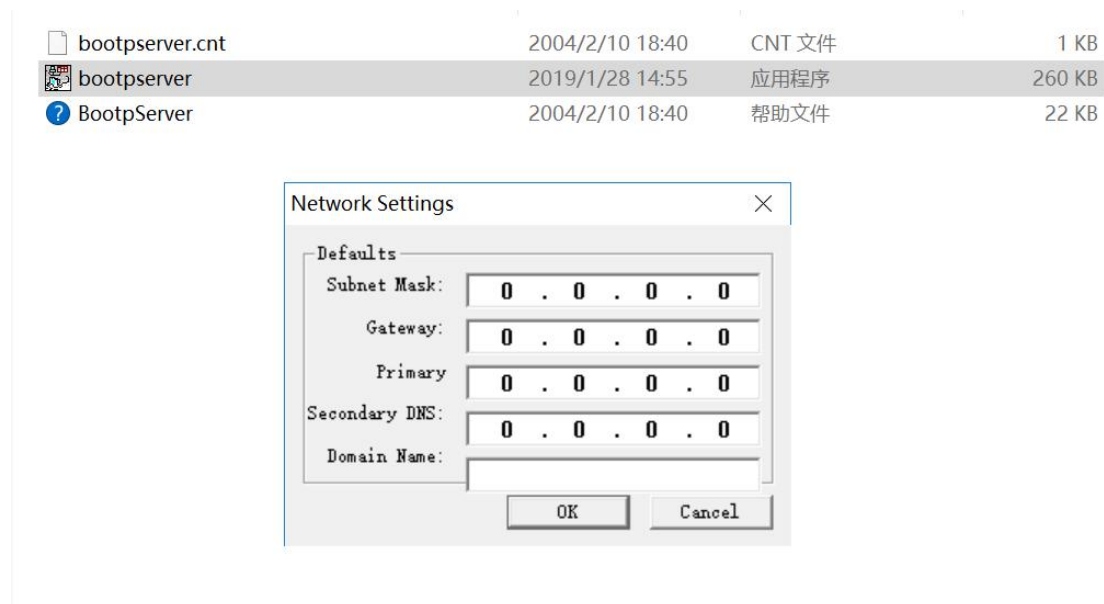 bootpserver.cnt 2004/2/10 18:40 CNT 文件 1 KB
bootpserver 2019/1/28 14:55 应用程序 260 KB
BootpServer 2004/2/10 18:40 帮助文件 22 KB
Network Settings
Defaults
Subnet Mask: 0 . 0 . 0 . 0
Gateway: 0 . 0 . 0 . 0
Primary 0 . 0 . 0 . 0
Secondary DNS: 0 . 0 . 0 . 0
Domain Name:
OK Cancel